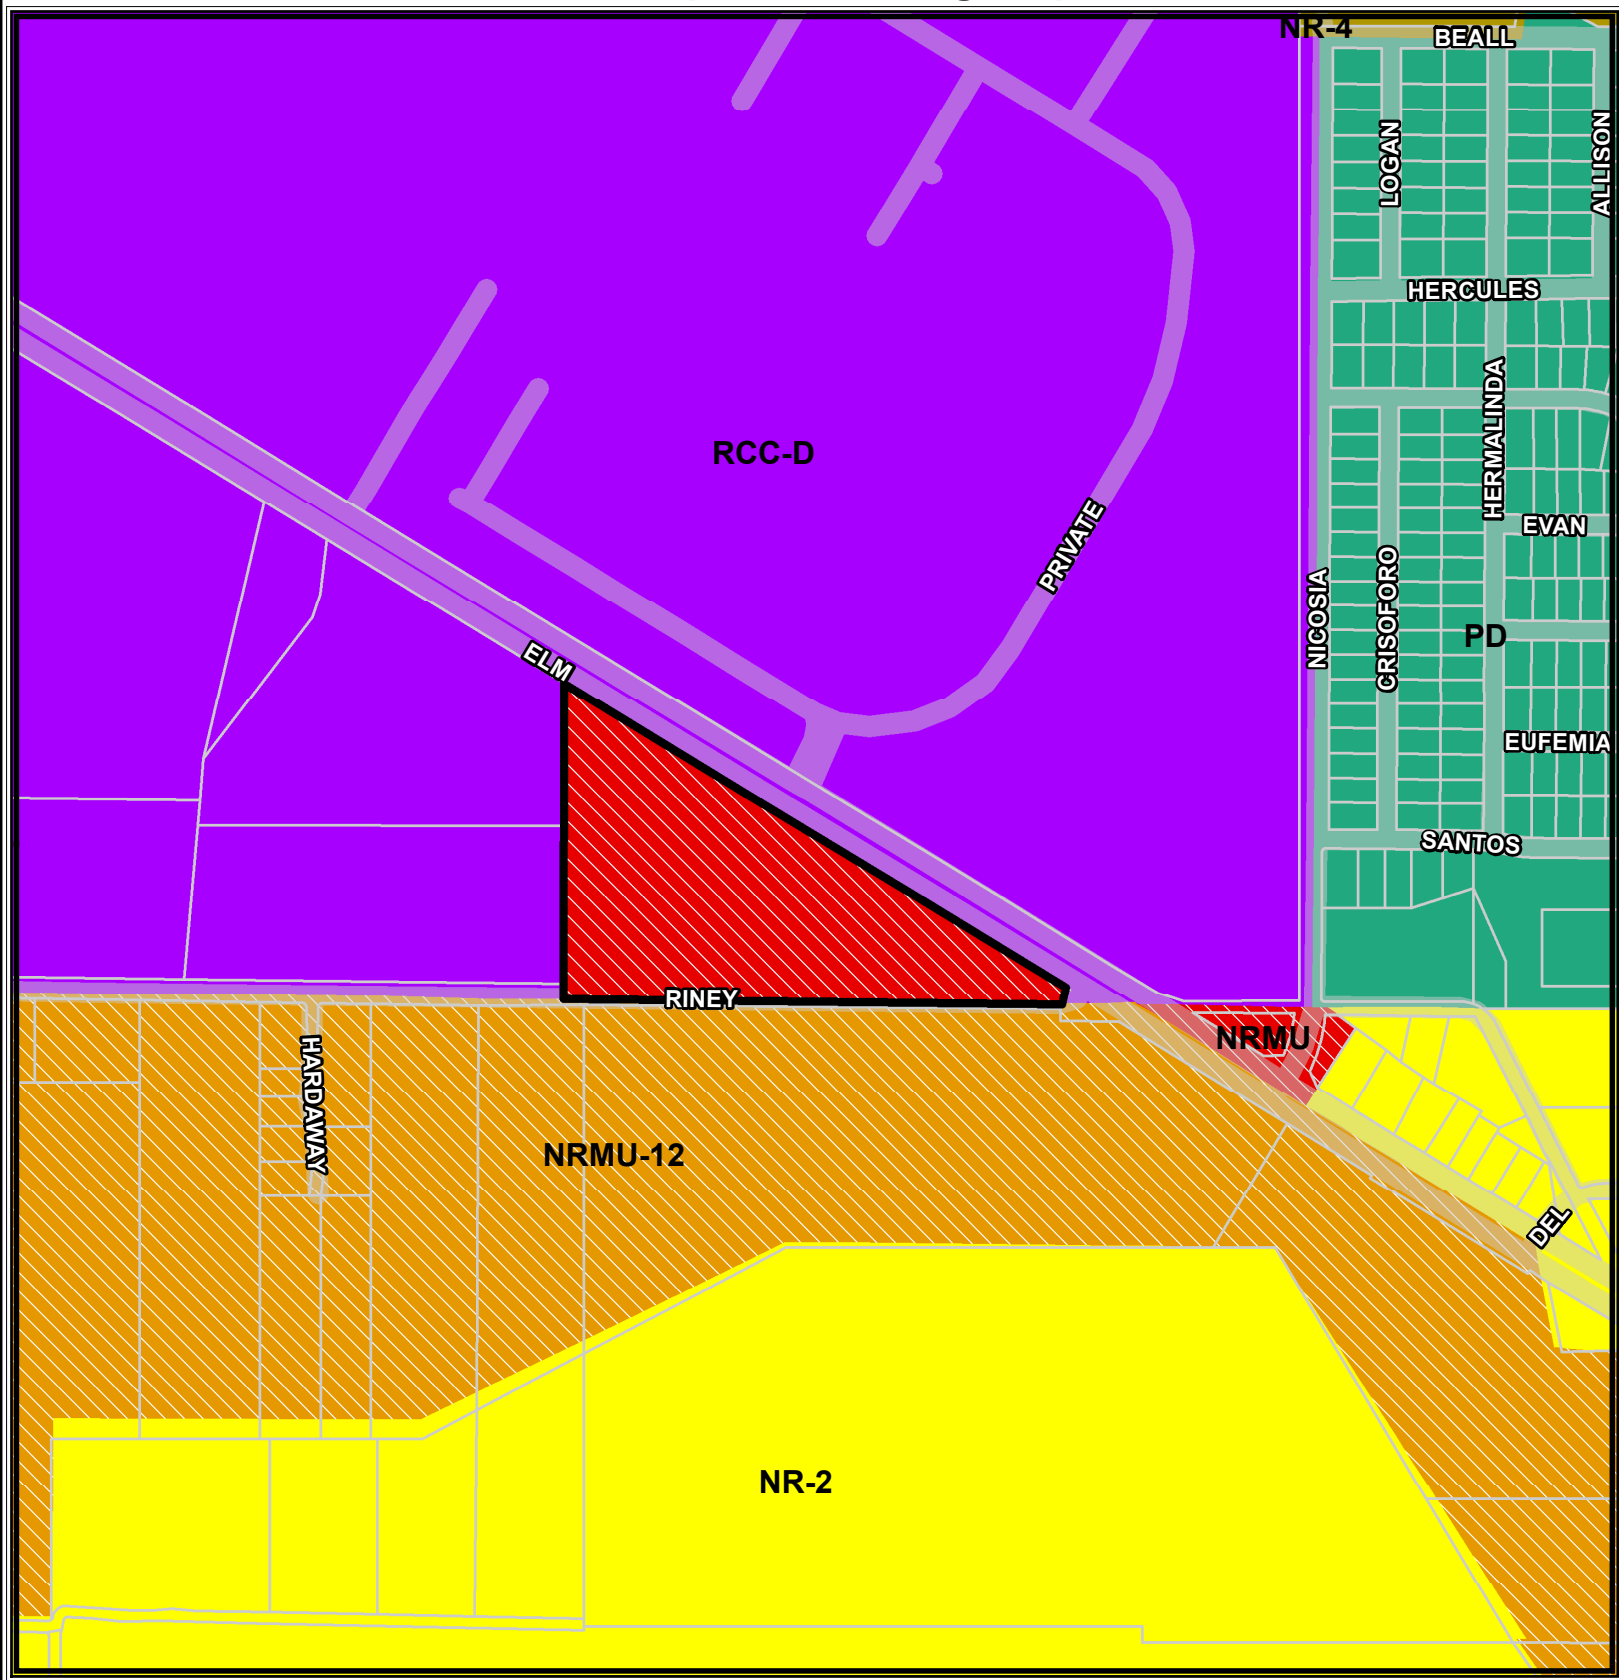 NR-4
BEALL
LOGAN
ALLISON
HERCULES
HERMALINDA
RCC-D
PRIVATE
EVAN
NICOSIA
CRISOFORO
PD
ELM
EUFEMIA
SANTOS
RINEY
NRMU
HARDAWAY
NRMU-12
DEL
NR-2